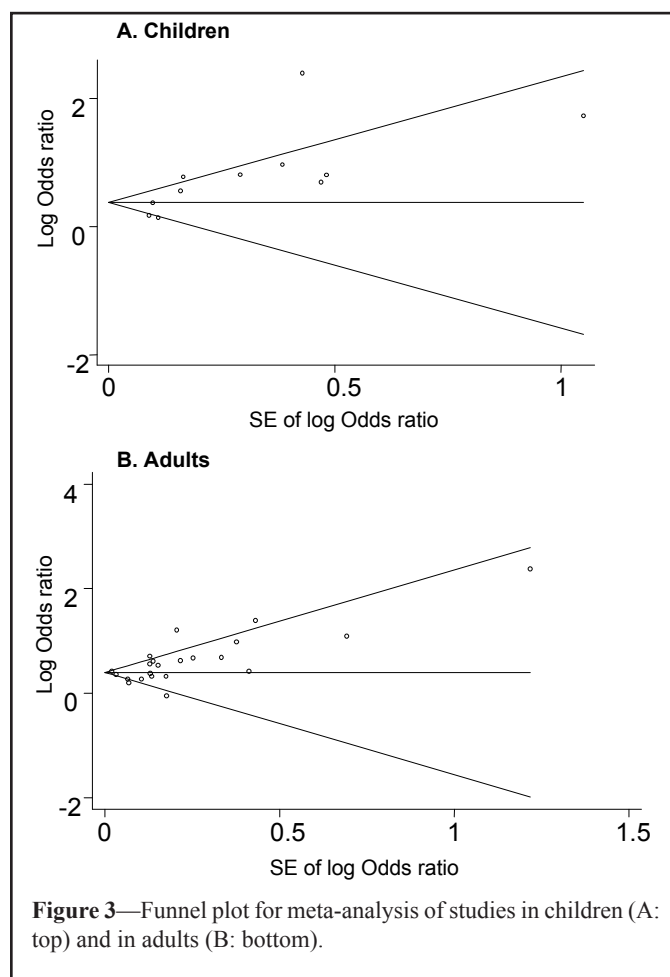 A. Children
Log Odds ratio
2
0
-2
0
0.5
1
SE of log Odds ratio
B. Adults
Log Odds ratio
4
2
0
-2
0
0.5
1
1.5
SE of log Odds ratio
Figure 3—Funnel plot for meta-analysis of studies in children (A:
top) and in adults (B: bottom).